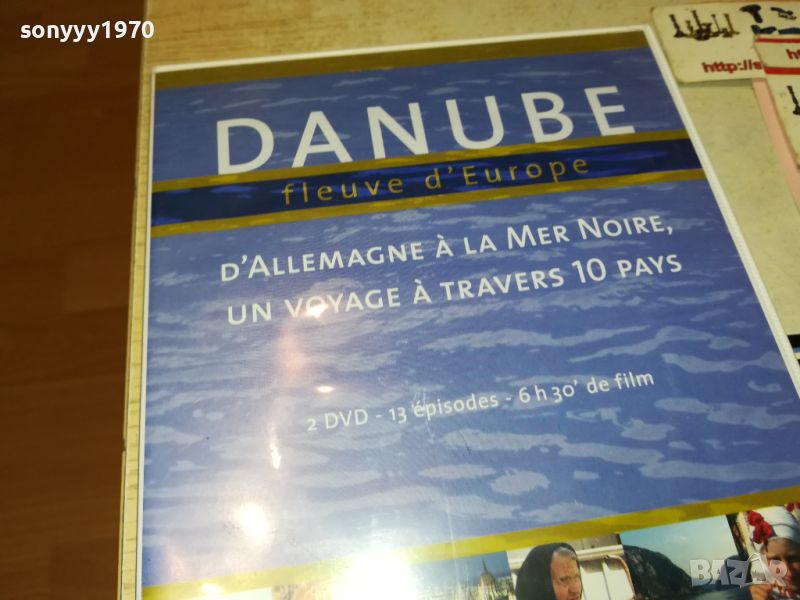 sonyyy1970
DANUBE
fleuve d'Europe
D'ALLEMAGNE À LA MER NOIRE,
UN VOYAGE À TRAVERS 10 PAYS
2 DVD - 13 épisodes - 6 h 30' de film
http://s
BAZAR